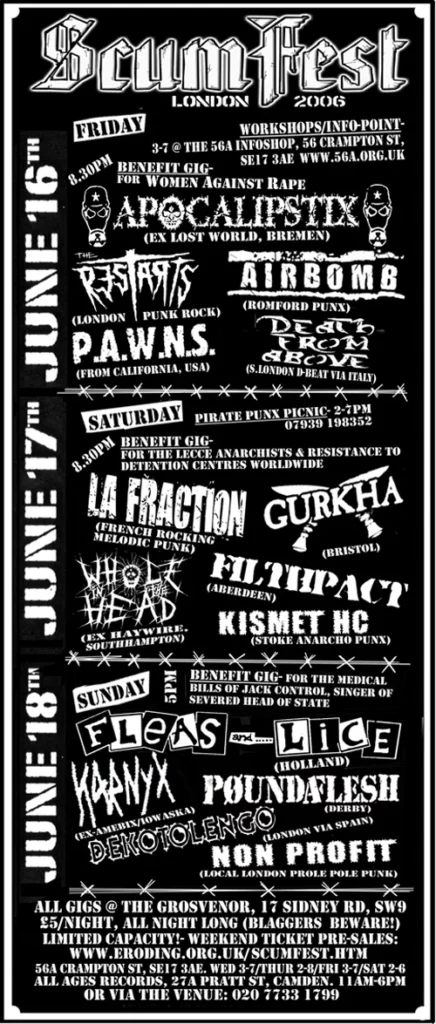 ScumFest
LONDON 2006
JUNE 16TH
FRIDAY
WORKSHOPS/INFO-POINT-
3-7 @ THE 56A INFOSHOP, 56 CRAMPTON ST,
SE17 3AE WWW.56A.ORG.UK
8.30PM
BENEFIT GIG-
FOR WOMEN AGAINST RAPE
APOCALIPSTIX
(EX LOST WORLD, BREMEN)
THE RESTARTS
(LONDON PUNK ROCK)
AIRBOMB
(ROMFORD PUNX)
P.A.W.N.S.
(FROM CALIFORNIA, USA)
DEATH
FROM
ABOVE
(S.LONDON D-BEAT VIA ITALY)
JUNE 17TH
SATURDAY
PIRATE PUNX PICNIC- 2-7PM
07939 198352
8.30PM
BENEFIT GIG-
FOR THE LECCE ANARCHISTS & RESISTANCE TO
DETENTION CENTRES WORLDWIDE
LA FRACTION
(FRENCH ROCKING
MELODIC PUNK)
GURKHA
(BRISTOL)
WHOLE
IN THE
HEAD
(EX HAYWIRE.
SOUTHHAMPTON)
FILTHPACT
(ABERDEEN)
KISMET HC
(STOKE ANARCHO PUNX)
JUNE 18TH
SUNDAY
5PM
BENEFIT GIG- FOR THE MEDICAL
BILLS OF JACK CONTROL, SINGER OF
SEVERED HEAD OF STATE
FLEAS and..... LICE
(HOLLAND)
KARNYX
(EX-AMEBIX/IOWASKA)
POUNDAFLESH
(DERBY)
DEKOTOLENGO
(LONDON VIA SPAIN)
NON PROFIT
(LOCAL LONDON PROLE POLE PUNK)
ALL GIGS @ THE GROSVENOR, 17 SIDNEY RD, SW9
£5/NIGHT, ALL NIGHT LONG (BLAGGERS BEWARE!)
LIMITED CAPACITY!- WEEKEND TICKET PRE-SALES:
WWW.ERODING.ORG.UK/SCUMFEST.HTM
56A CRAMPTON ST, SE17 3AE. WED 3-7/THUR 2-8/FRI 3-7/SAT 2-6
ALL AGES RECORDS, 27A PRATT ST, CAMDEN. 11AM-6PM
OR VIA THE VENUE: 020 7733 1799